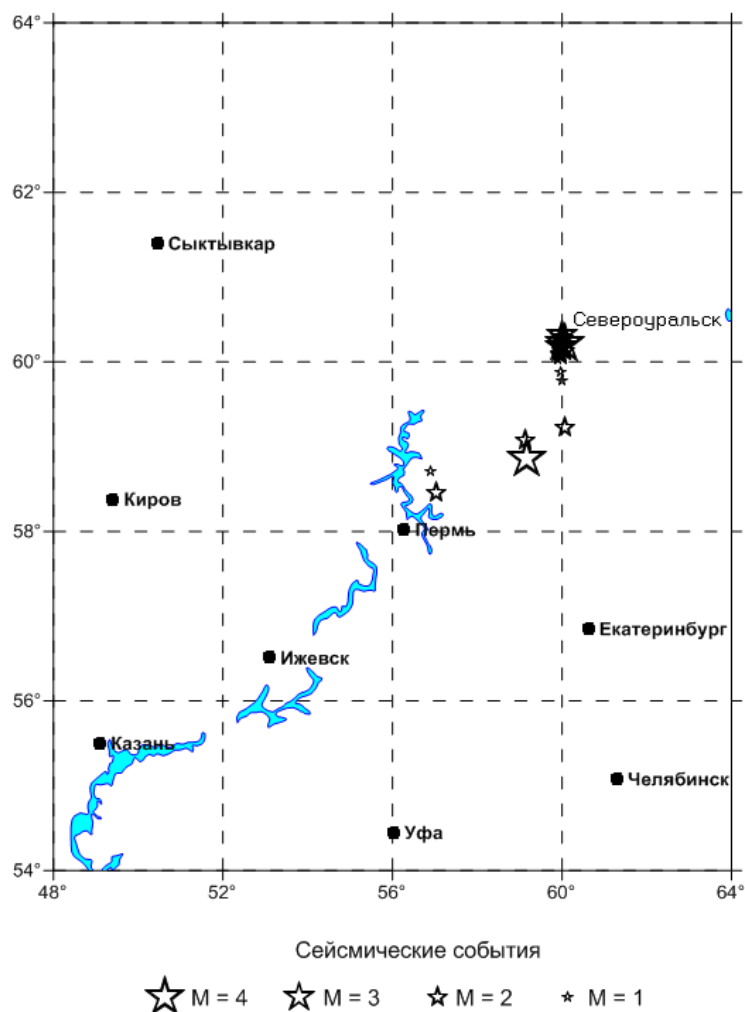 64°
62°
Сыктывкар
Североуральск
60°
Киров
58°
Пермь
Екатеринбург
Ижевск
56°
Казань
Челябинск
Уфа
54°
48° 52° 56° 60° 64°
Сейсмические события
M = 4 M = 3 M = 2 M = 1